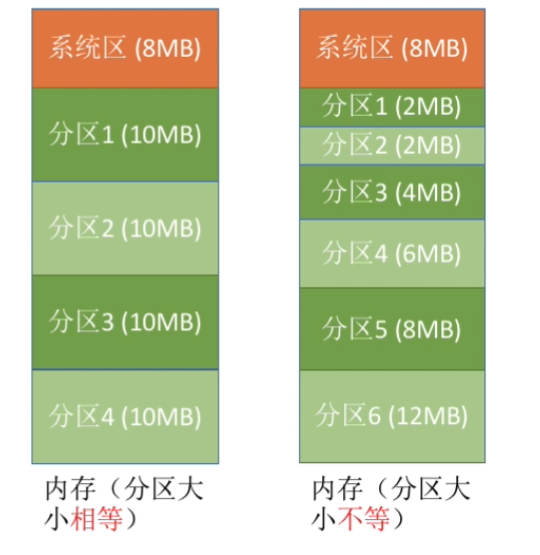 系统区 (8MB)
分区1 (10MB)
分区2 (10MB)
分区3 (10MB)
分区4 (10MB)
内存（分区大
小相等）
系统区 (8MB)
分区1 (2MB)
分区2 (2MB)
分区3 (4MB)
分区4 (6MB)
分区5 (8MB)
分区6 (12MB)
内存（分区大
小不等）